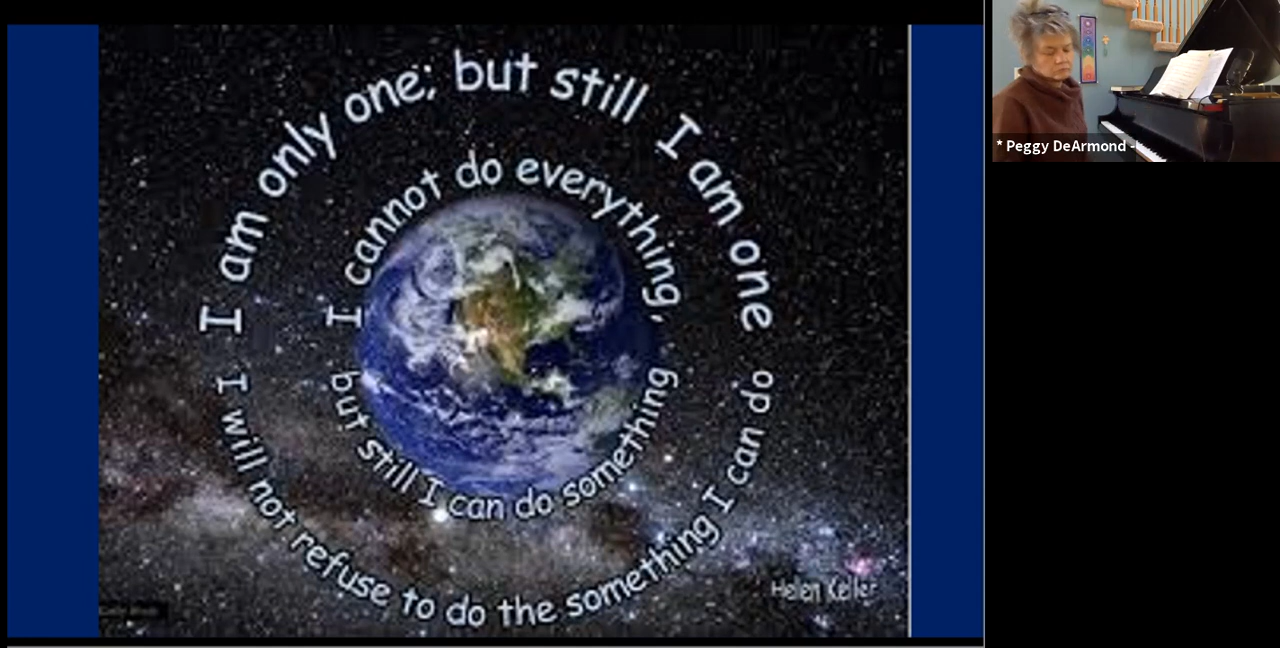 I am only one; but still I am one
I cannot do everything,
but still I can do something
I will not refuse to do the something I can do
Helen Keller
* Peggy DeArmond -